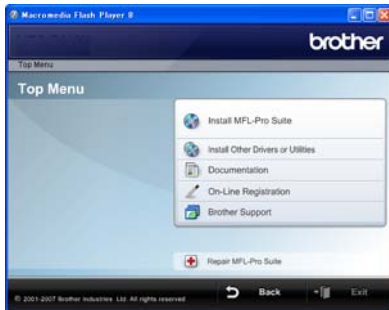 Macromedia Flash Player 8
brother
Top Menu
Top Menu
Install MFL-Pro Suite
Install Other Drivers or Utilities
Documentation
On-Line Registration
Brother Support
Repair MFL-Pro Suite
© 2001-2007 Brother Industries Ltd. All rights reserved
Back
Exit